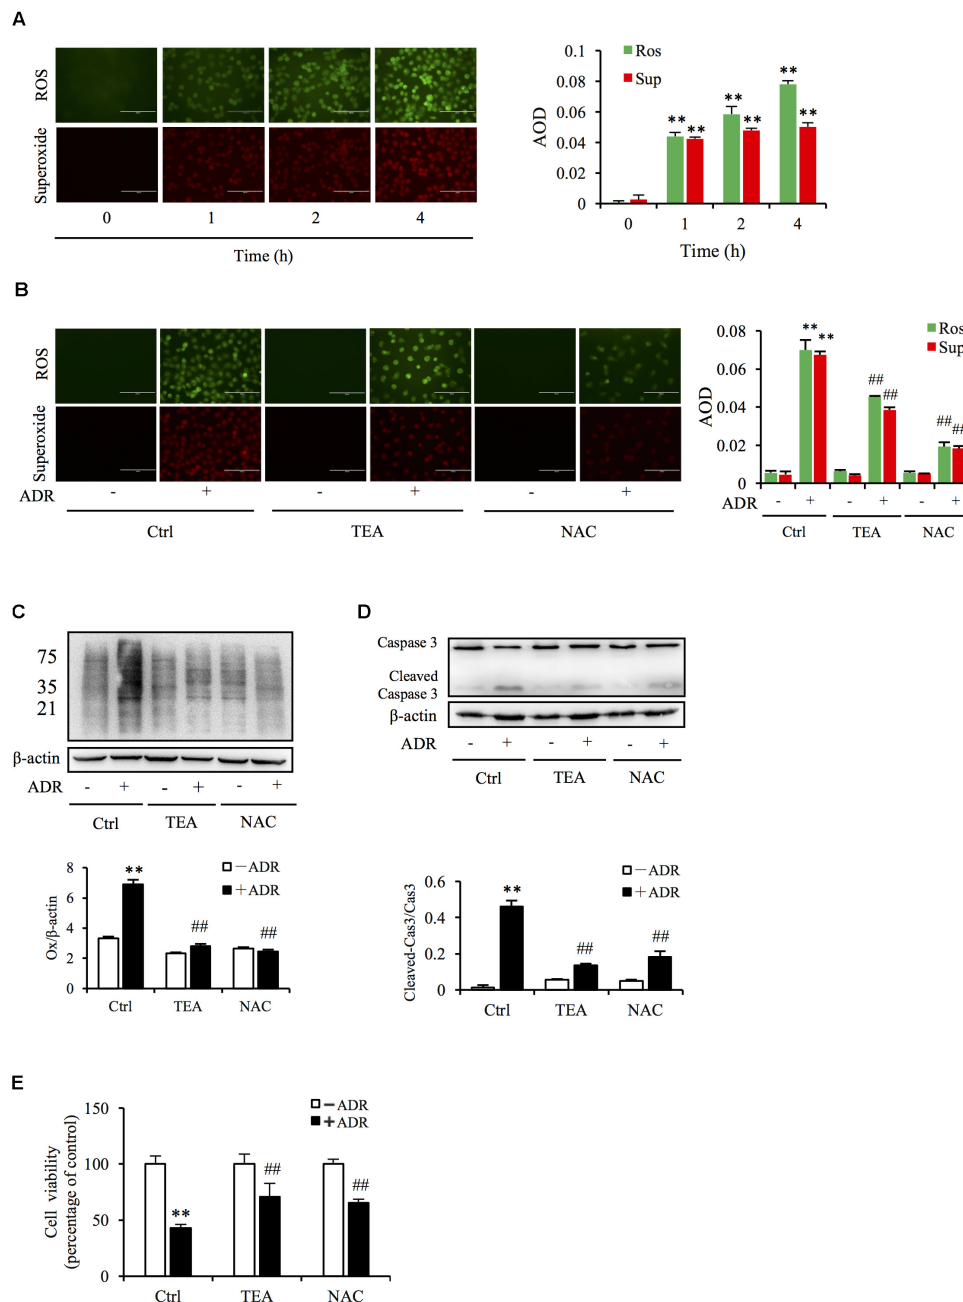 A
ROS
Superoxide
0 1 2 4
Time (h)
AOD
0.1
0.08
0.06
0.04
0.02
0
Ros
Sup
** ** ** ** ** **
0 1 2 4
Time (h)
B
ROS
Superoxide
ADR - + - + - +
Ctrl TEA NAC
AOD
0.08
0.06
0.04
0.02
0
Ros
Sup
** ** ## ## ## ##
ADR - + - + - +
Ctrl TEA NAC
C
75
35
21
β-actin
ADR - + - + - +
Ctrl TEA NAC
Ox/β-actin
8
6
4
2
0
－ADR
＋ADR
** ## ##
Ctrl TEA NAC
D
Caspase 3
Cleaved
Caspase 3
β-actin
ADR - + - + - +
Ctrl TEA NAC
Cleaved-Cas3/Cas3
0.6
0.4
0.2
0
－ADR
＋ADR
** ## ##
Ctrl TEA NAC
E
Cell viability
(percentage of control)
150
100
50
0
－ADR
＋ADR
** ## ##
Ctrl TEA NAC